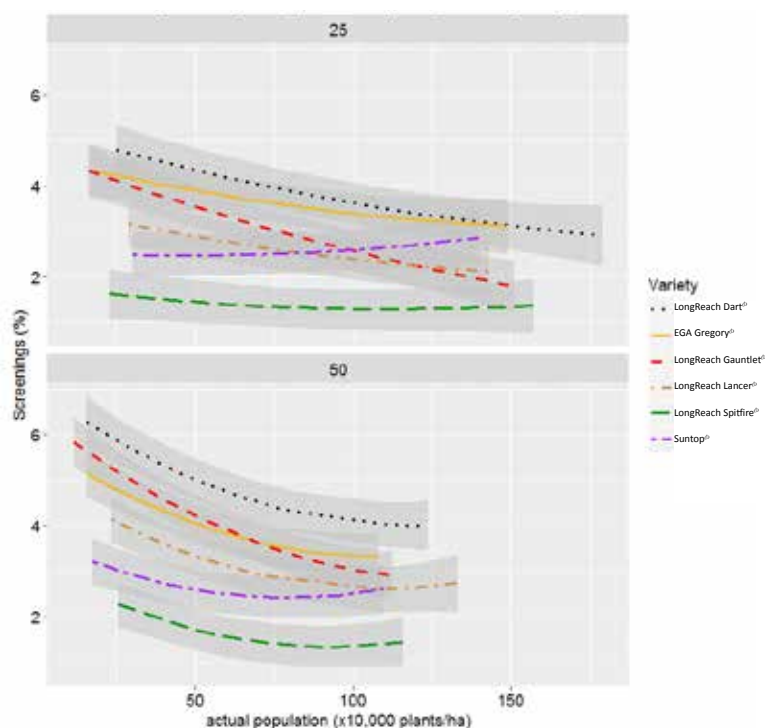 25
6
4
2
Screenings (%)
50
6
4
2
50 100 150
actual population (x10,000 plants/ha)
Variety
LongReach Dart⌀
EGA Gregory⌀
LongReach Gauntlet⌀
LongReach Lancer⌀
LongReach Spitfire⌀
Suntop⌀